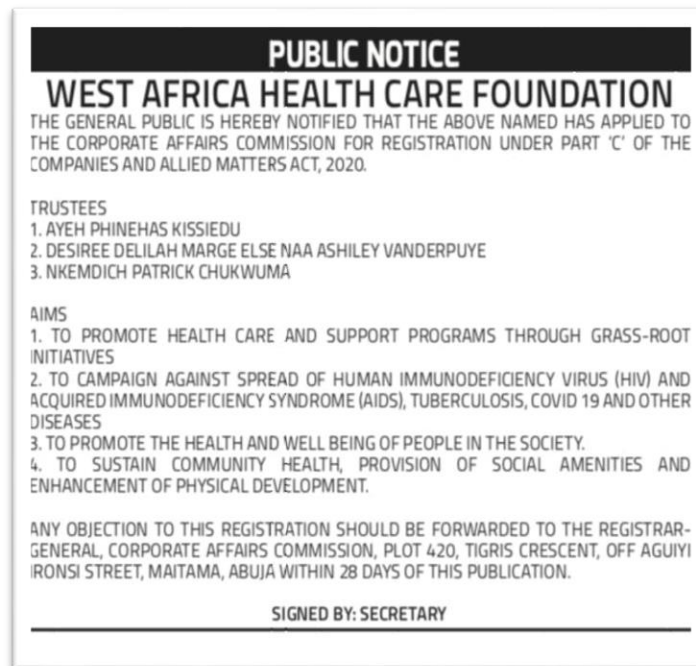 PUBLIC NOTICE
WEST AFRICA HEALTH CARE FOUNDATION
THE GENERAL PUBLIC IS HEREBY NOTIFIED THAT THE ABOVE NAMED HAS APPLIED TO
THE CORPORATE AFFAIRS COMMISSION FOR REGISTRATION UNDER PART 'C' OF THE
COMPANIES AND ALLIED MATTERS ACT, 2020.
TRUSTEES
1. AYEH PHINEHAS KISSIEDU
2. DESIREE DELILAH MARGE ELSE NAA ASHILEY VANDERPUYE
3. NKEMDICH PATRICK CHUKWUMA
AIMS
1. TO PROMOTE HEALTH CARE AND SUPPORT PROGRAMS THROUGH GRASS-ROOT
INITIATIVES
2. TO CAMPAIGN AGAINST SPREAD OF HUMAN IMMUNODEFICIENCY VIRUS (HIV) AND
ACQUIRED IMMUNODEFICIENCY SYNDROME (AIDS), TUBERCULOSIS, COVID 19 AND OTHER
DISEASES
3. TO PROMOTE THE HEALTH AND WELL BEING OF PEOPLE IN THE SOCIETY.
4. TO SUSTAIN COMMUNITY HEALTH, PROVISION OF SOCIAL AMENITIES AND
ENHANCEMENT OF PHYSICAL DEVELOPMENT.
ANY OBJECTION TO THIS REGISTRATION SHOULD BE FORWARDED TO THE REGISTRAR-
GENERAL, CORPORATE AFFAIRS COMMISSION, PLOT 420, TIGRIS CRESCENT, OFF AGUIYI
IRONSI STREET, MAITAMA, ABUJA WITHIN 28 DAYS OF THIS PUBLICATION.
SIGNED BY: SECRETARY